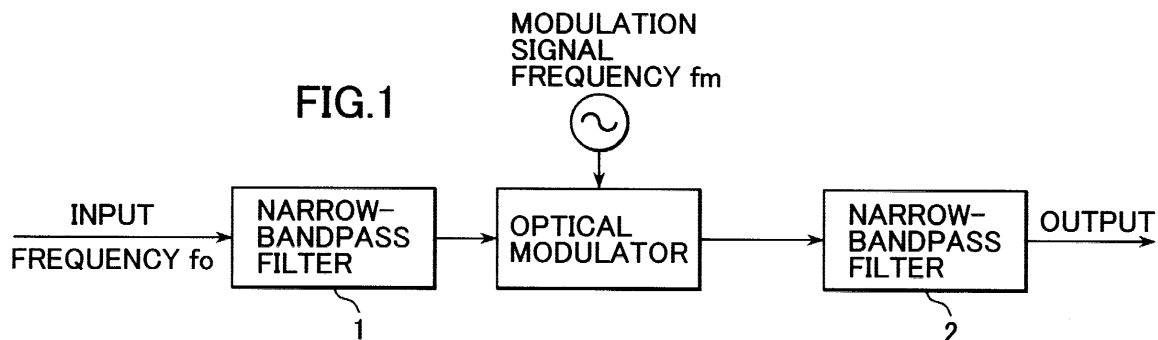 MODULATION
SIGNAL
FREQUENCY fm
FIG.1
INPUT
FREQUENCY fo
NARROW-
BANDPASS
FILTER
1
OPTICAL
MODULATOR
NARROW-
BANDPASS
FILTER
2
OUTPUT